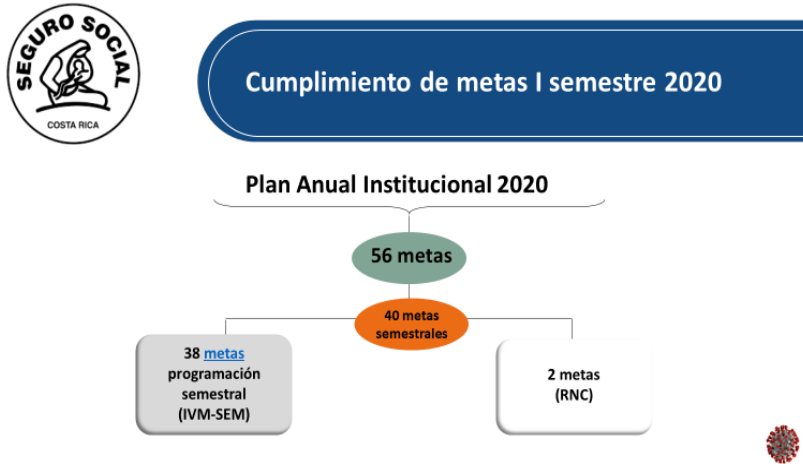 SEGURO SOCIAL
COSTA RICA
Cumplimiento de metas I semestre 2020
Plan Anual Institucional 2020
56 metas
40 metas
semestrales
38 metas
programación
semestral
(IVM-SEM)
2 metas
(RNC)